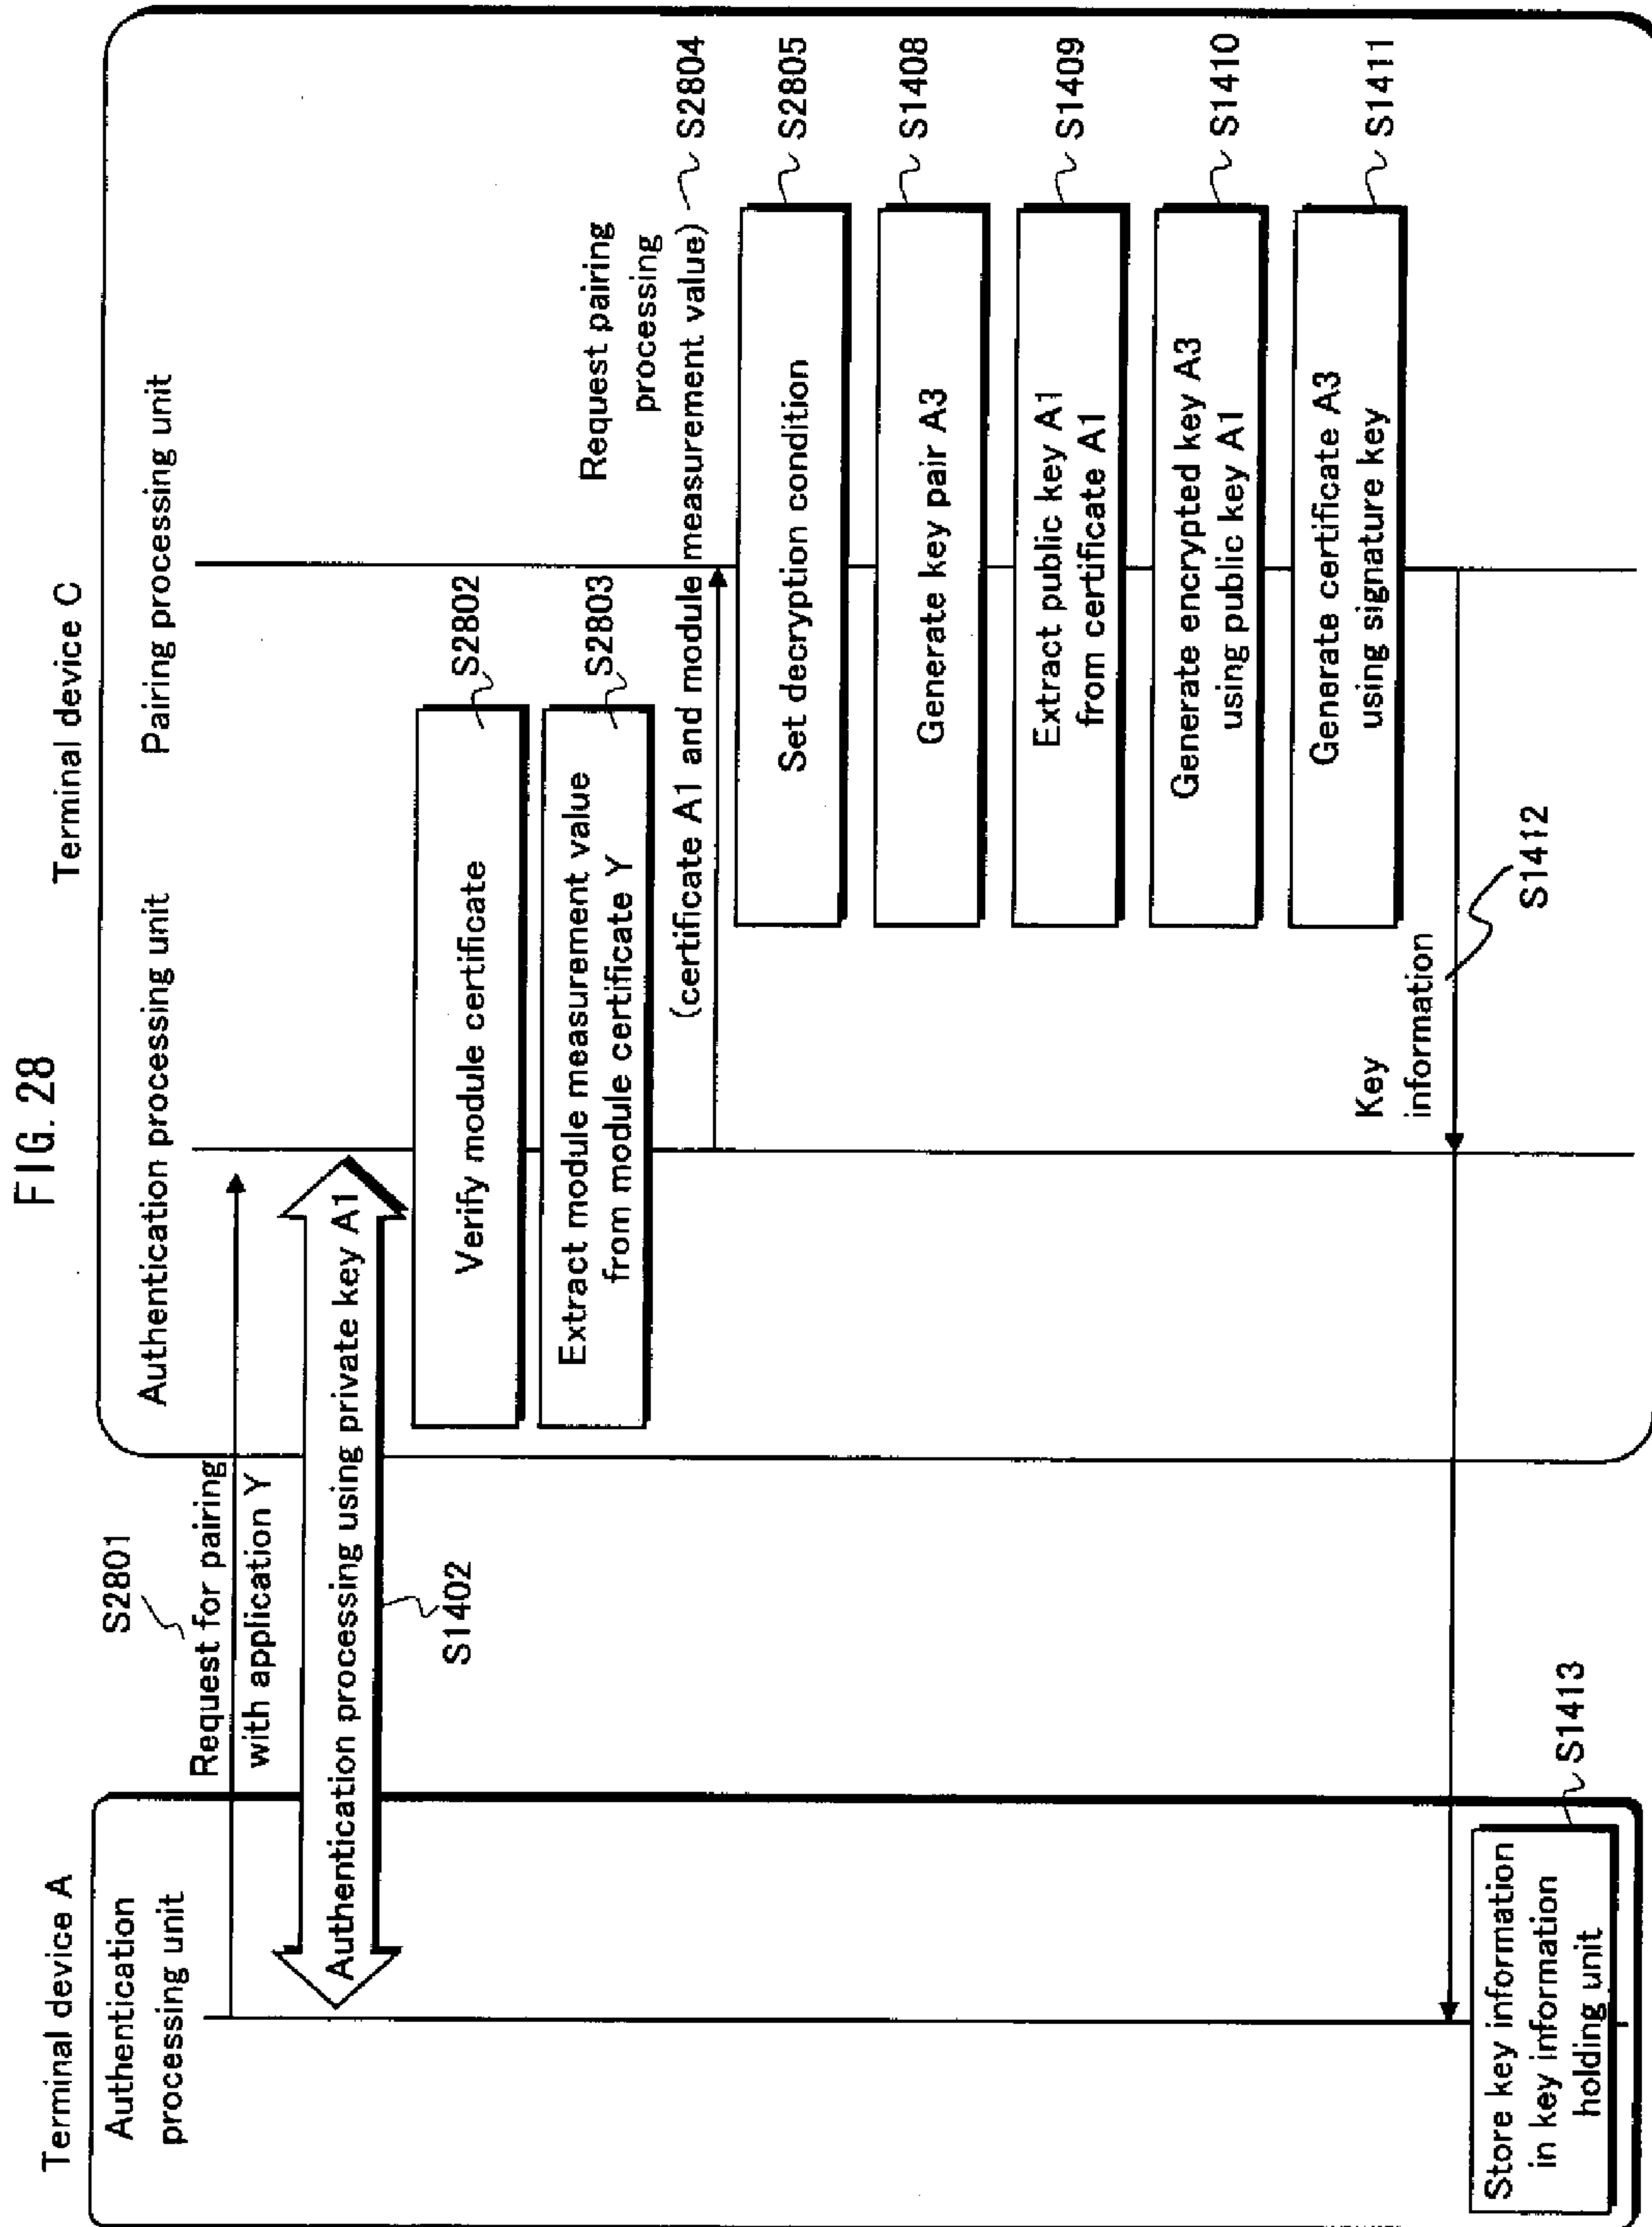 FIG. 28
Terminal device A
Terminal device C
Authentication
processing unit
Authentication processing unit
Pairing processing unit
S2801
Request for pairing
with application Y
Authentication processing using private key A1
S1402
Verify module certificate
S2802
Extract module measurement value
from module certificate Y
S2803
Request pairing
processing
(certificate A1 and module measurement value)
S2804
Set decryption condition
S2805
Generate key pair A3
S1408
Extract public key A1
from certificate A1
S1409
Generate encrypted key A3
using public key A1
S1410
Generate certificate A3
using signature key
S1411
Key
information
S1412
Store key information
in key information
holding unit
S1413